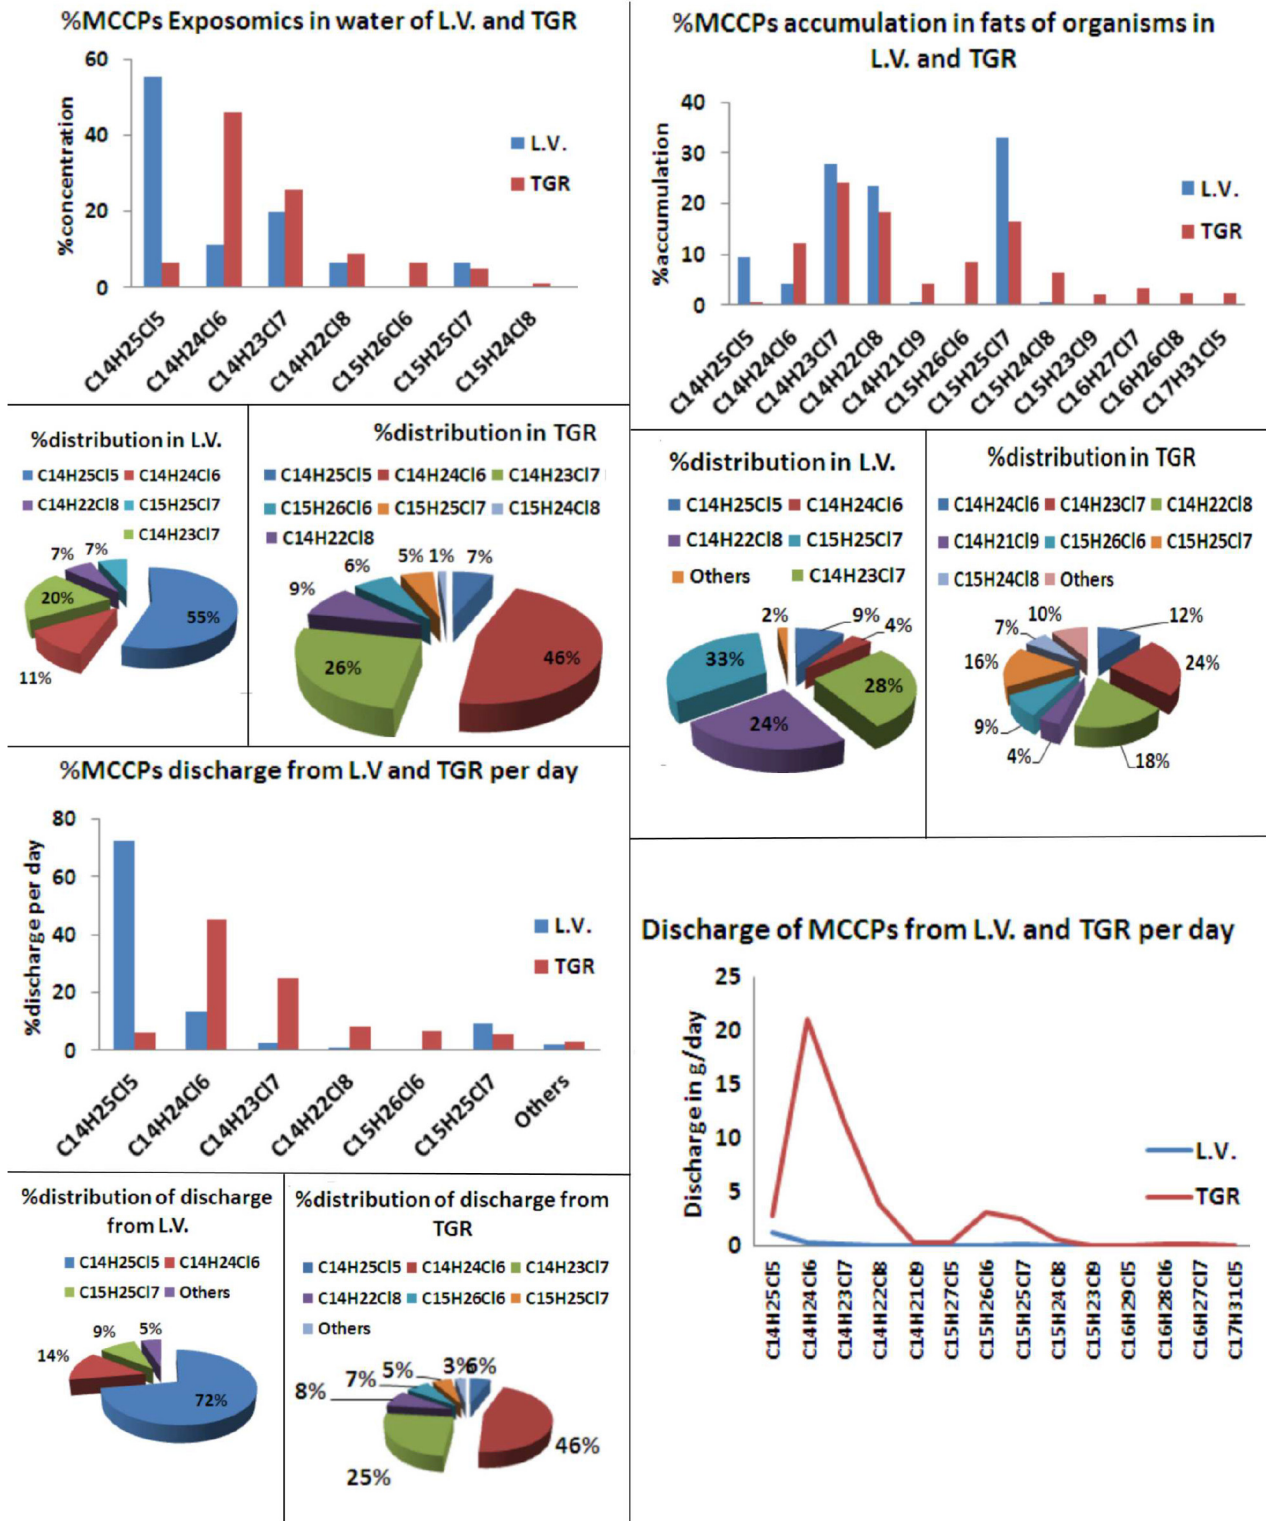 %MCCPs Exposomics in water of L.V. and TGR
60
40
20
0
%concentration
L.V.
TGR
C14H25Cl5
C14H24Cl6
C14H23Cl7
C14H22Cl8
C15H26Cl6
C15H25Cl7
C15H24Cl8
%MCCPs accumulation in fats of organisms in
L.V. and TGR
40
30
20
10
0
%accumulation
L.V.
TGR
C14H25Cl5
C14H24Cl6
C14H23Cl7
C14H22Cl8
C14H21Cl9
C15H26Cl6
C15H25Cl7
C15H24Cl8
C15H23Cl9
C16H27Cl7
C16H26Cl8
C17H31Cl5
%distribution in L.V.
C14H25Cl5 C14H24Cl6
C14H22Cl8 C15H25Cl7
C14H23Cl7
7% 7%
20%
55%
11%
%distribution in TGR
C14H25Cl5 C14H24Cl6 C14H23Cl7
C15H26Cl6 C15H25Cl7 C15H24Cl8
C14H22Cl8
5% 1% 7%
6%
9%
46%
26%
%distribution in L.V.
C14H25Cl5 C14H24Cl6
C14H22Cl8 C15H25Cl7
Others C14H23Cl7
2%
9%
4%
33%
28%
24%
%distribution in TGR
C14H24Cl6 C14H23Cl7 C14H22Cl8
C14H21Cl9 C15H26Cl6 C15H25Cl7
C15H24Cl8 Others
10%
12%
7%
16%
24%
9%
4%
18%
%MCCPs discharge from L.V and TGR per day
80
60
40
20
0
%discharge per day
L.V.
TGR
C14H25Cl5
C14H24Cl6
C14H23Cl7
C14H22Cl8
C15H26Cl6
C15H25Cl7
Others
Discharge of MCCPs from L.V. and TGR per day
25
20
15
10
5
0
Discharge in g/day
L.V.
TGR
C14H25Cl5
C14H24Cl6
C14H23Cl7
C14H22Cl8
C14H21Cl9
C15H27Cl5
C15H26Cl6
C15H25Cl7
C15H24Cl8
C15H23Cl9
C16H29Cl5
C16H28Cl6
C16H27Cl7
C17H31Cl5
%distribution of discharge
from L.V.
C14H25Cl5 C14H24Cl6
C15H25Cl7 Others
9% 5%
14%
72%
%distribution of discharge from
TGR
C14H25Cl5 C14H24Cl6 C14H23Cl7
C14H22Cl8 C15H26Cl6 C15H25Cl7
Others
5% 3% 6%
7%
8%
46%
25%